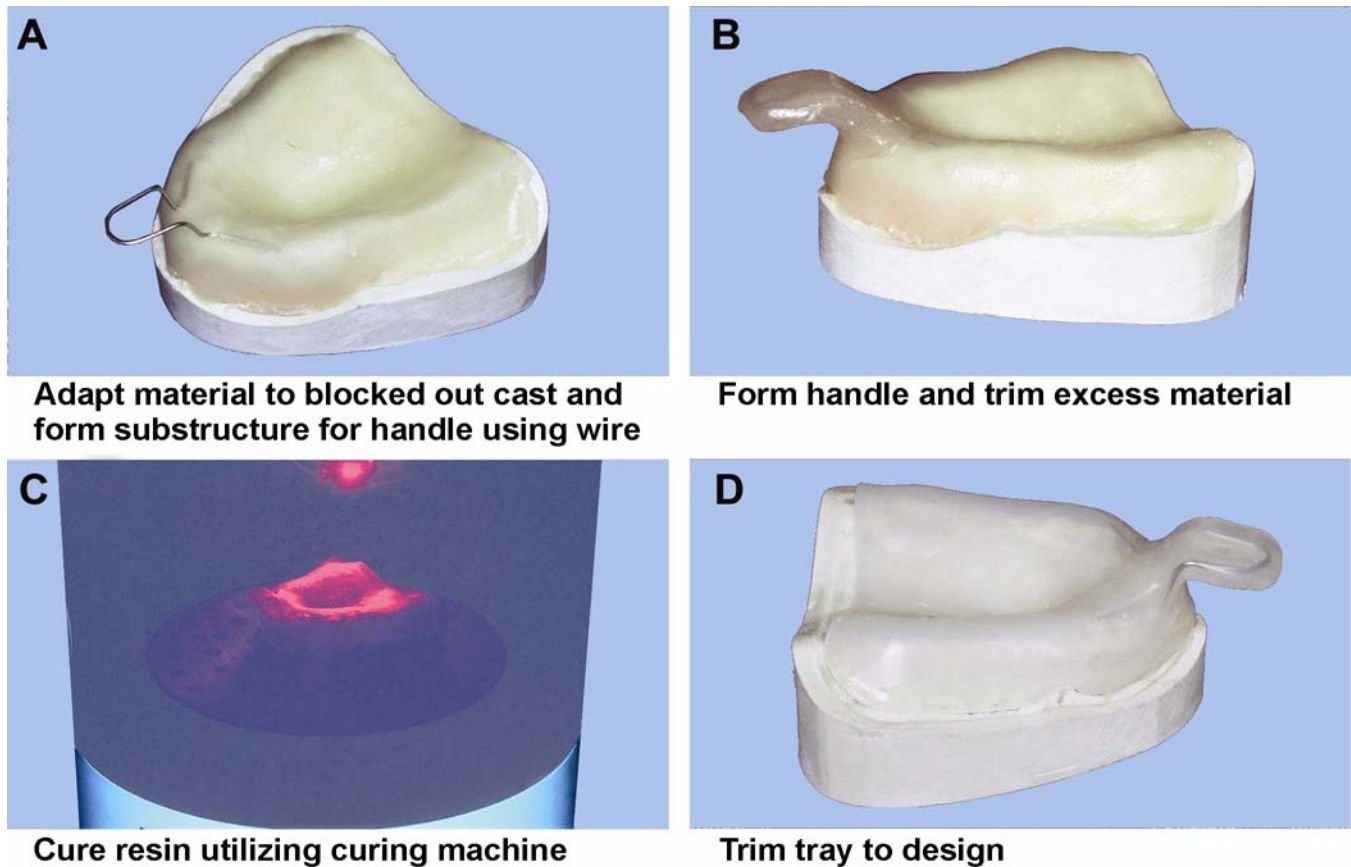 A
B
Adapt material to blocked out cast and
form substructure for handle using wire
Form handle and trim excess material
C
D
Cure resin utilizing curing machine
Trim tray to design